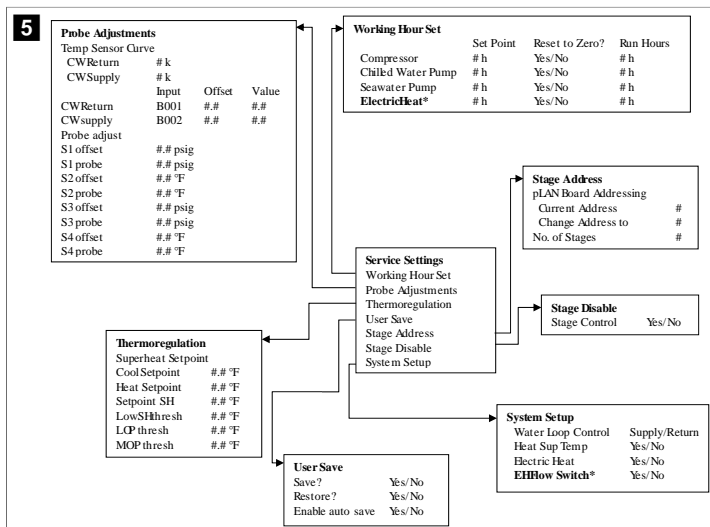 5
Probe Adjustments
Temp Sensor Curve
CWReturn # k
CWSupply # k
Input Offset Value
CWReturn B001 #.# #.#
CWsupply B002 #.# #.#
Probe adjust
S1 offset #.# psig
S1 probe #.# psig
S2 offset #.# °F
S2 probe #.# °F
S3 offset #.# psig
S3 probe #.# psig
S4 offset #.# °F
S4 probe #.# °F
Working Hour Set
Set Point Reset to Zero? Run Hours
Compressor # h Yes/No # h
Chilled Water Pump # h Yes/No # h
Seawater Pump # h Yes/No # h
ElectricHeat* # h Yes/No # h
Stage Address
pLAN Board Addressing
Current Address #
Change Address to #
No. of Stages #
Service Settings
Working Hour Set
Probe Adjustments
Thermoregulation
User Save
Stage Address
Stage Disable
System Setup
Stage Disable
Stage Control Yes/No
Thermoregulation
Superheat Setpoint
Cool Setpoint #.# °F
Heat Setpoint #.# °F
Setpoint SH #.# °F
LowSHthresh #.# °F
LOP thresh #.# °F
MOP thresh #.# °F
System Setup
Water Loop Control Supply/Return
Heat Sup Temp Yes/No
Electric Heat Yes/No
EHFlow Switch* Yes/No
User Save
Save? Yes/No
Restore? Yes/No
Enable auto save Yes/No